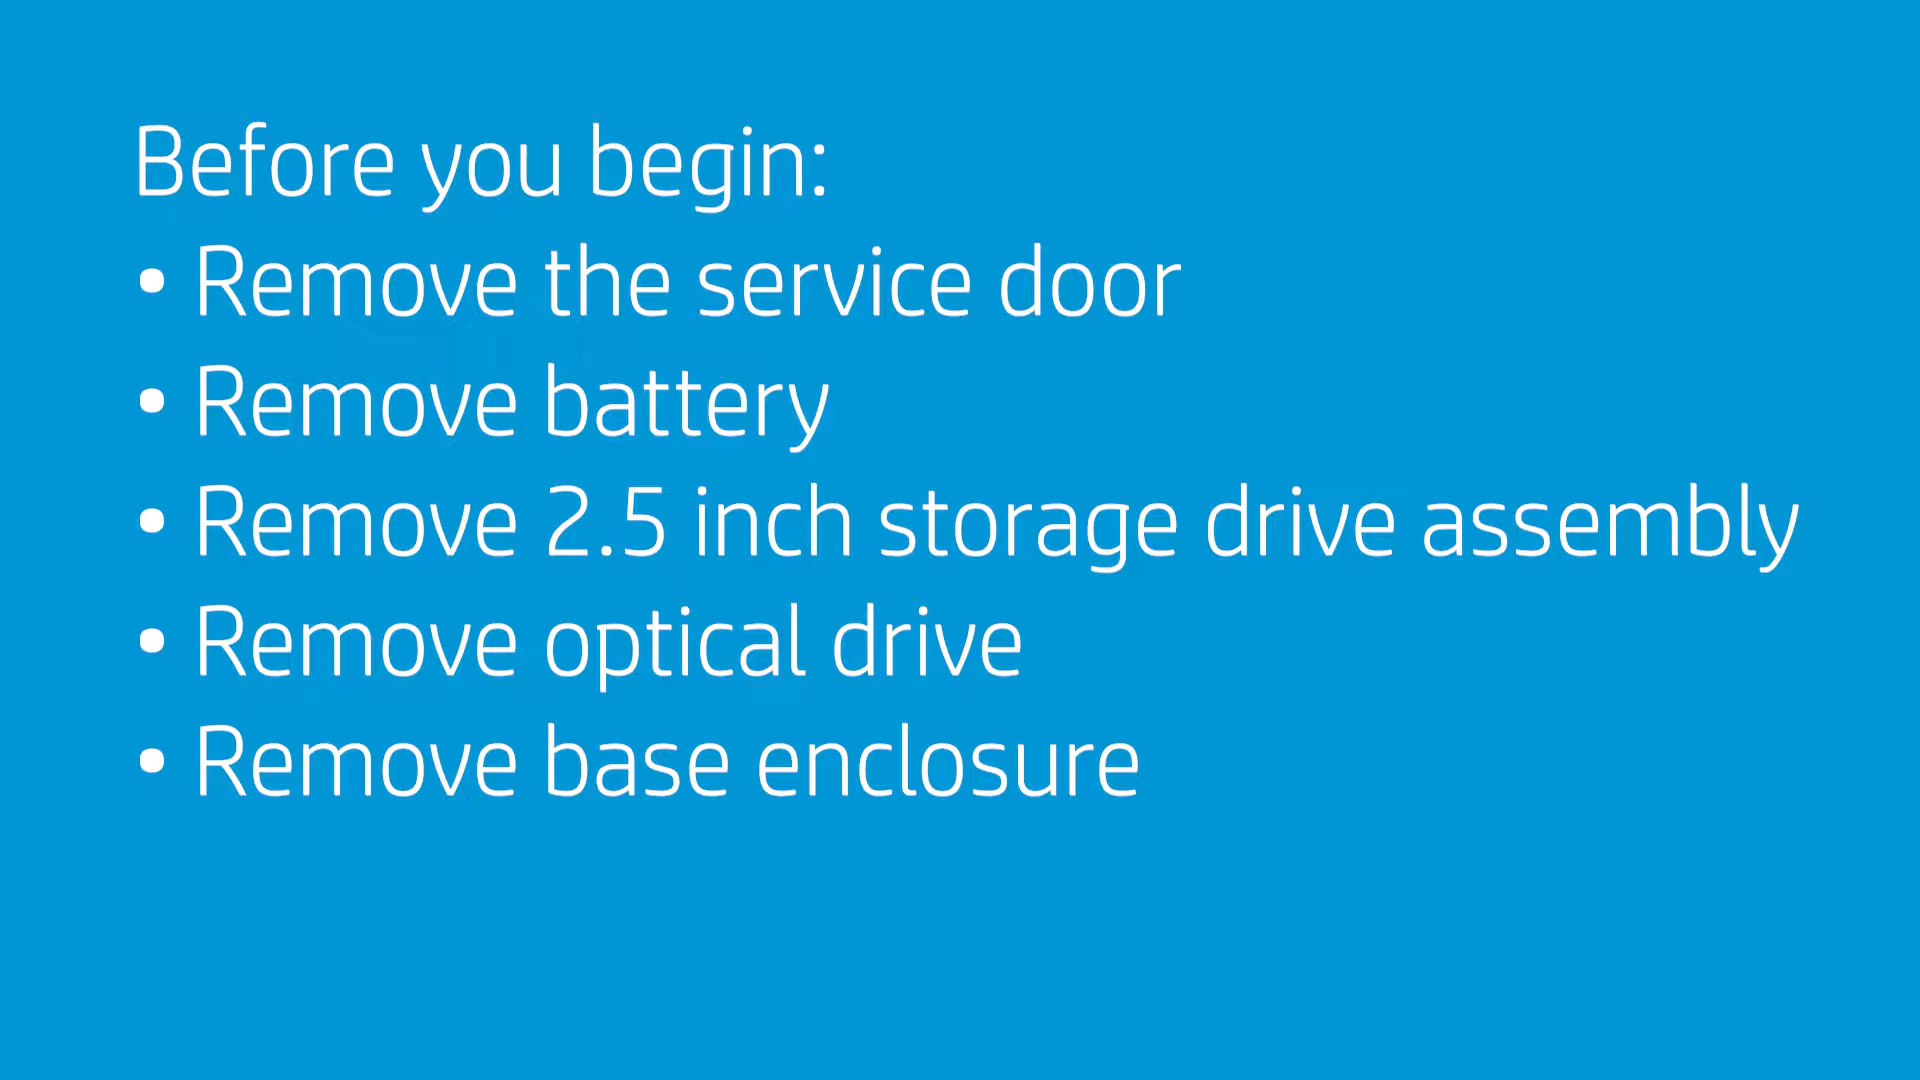 Before you begin:
• Remove the service door
• Remove battery
• Remove 2.5 inch storage drive assembly
• Remove optical drive
• Remove base enclosure